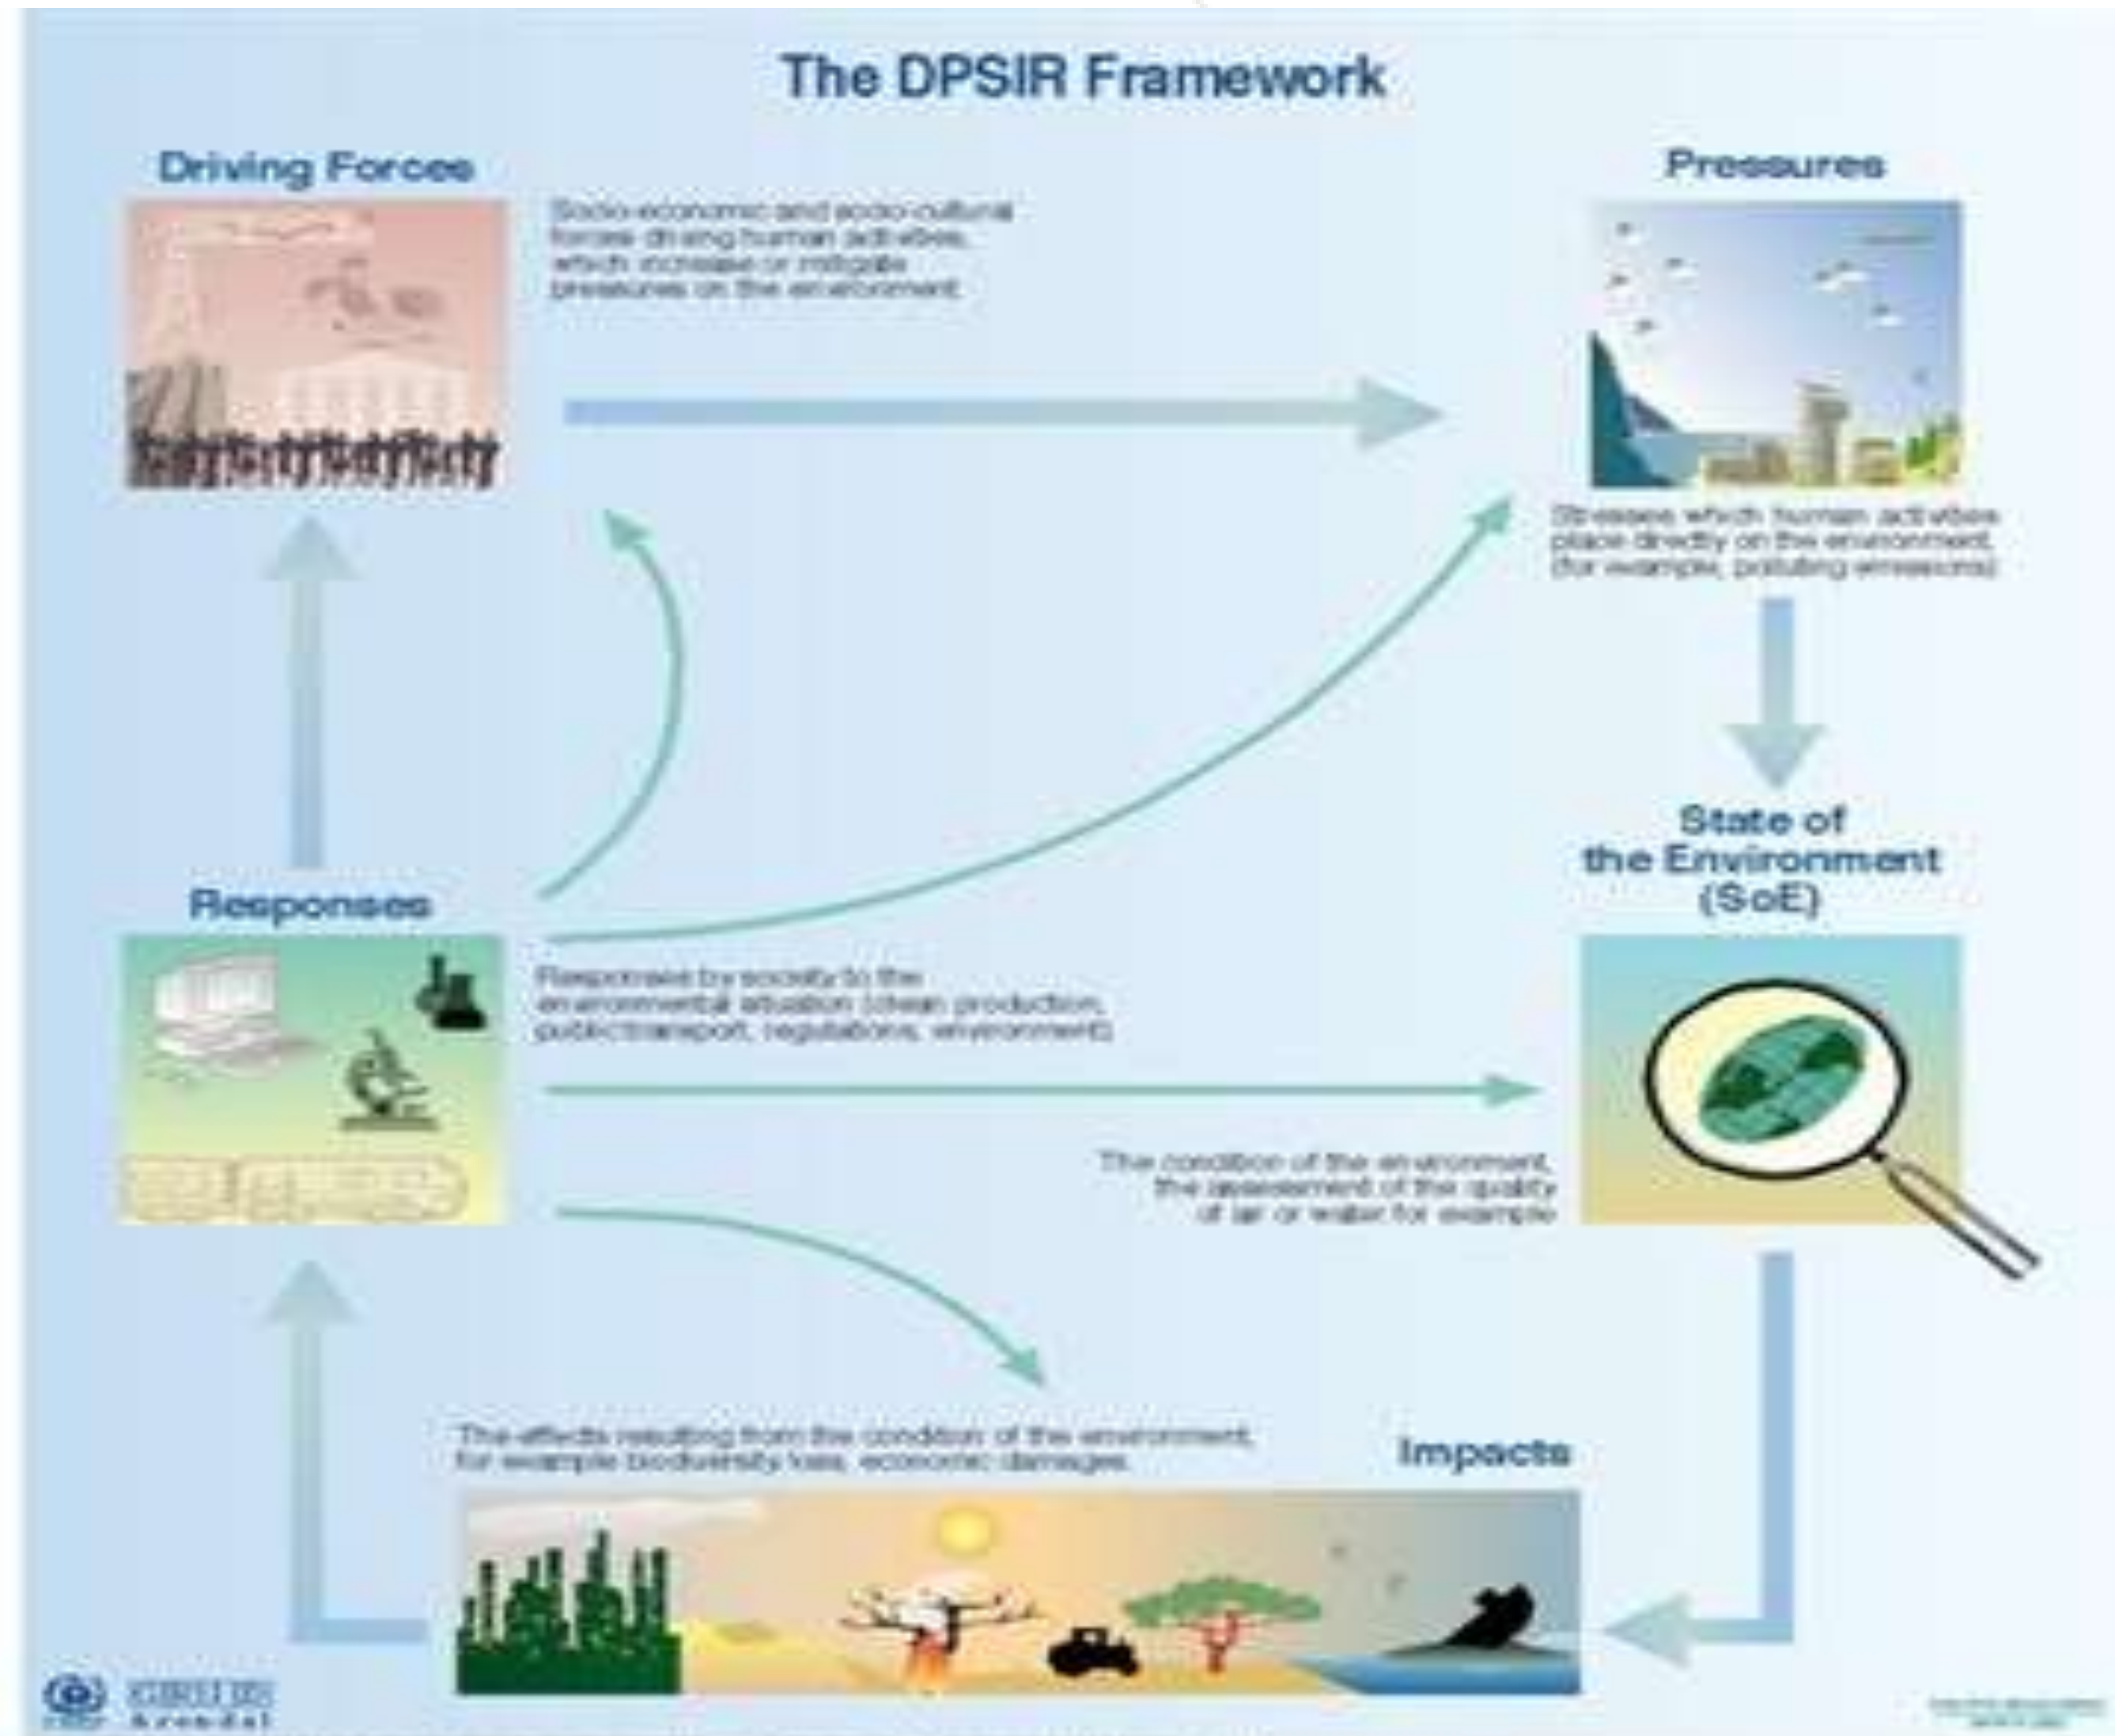 The DPSIR Framework
Driving Forces
Socio-economic and socio-cultural
forces driving human activities,
which increase or mitigate
pressures on the environment
Pressures
Stresses which human activities
place directly on the environment,
(for example, polluting emissions)
State of
the Environment
(SoE)
Responses
Responses by society to the
environmental situation (clean production,
public transport, regulations, environment)
The condition of the environment,
the assessment of the quality
of air or water for example
The effects resulting from the condition of the environment,
for example biodiversity loss, economic damages
Impacts
GRID
Arendal